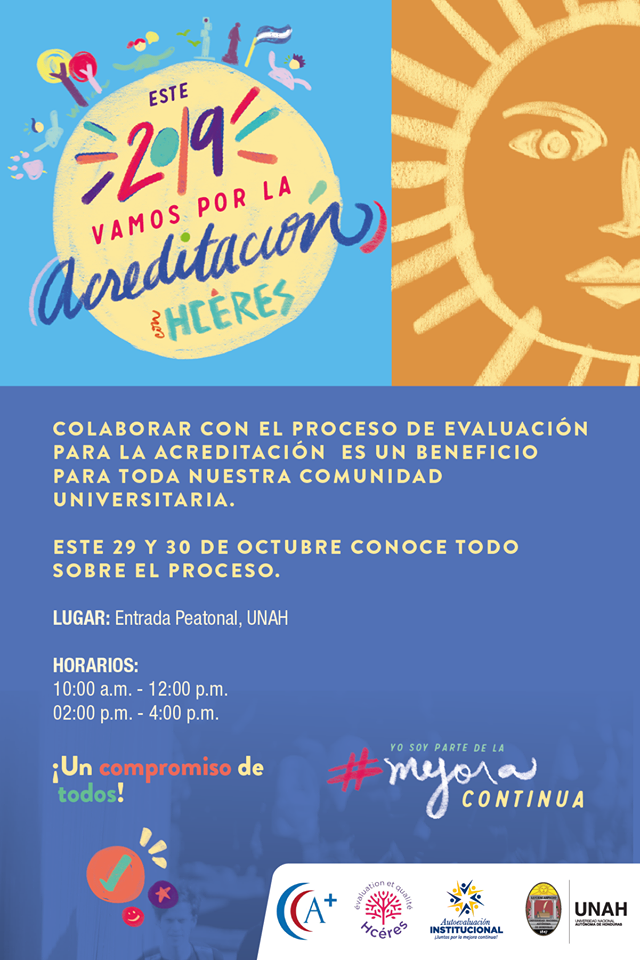 ESTE
2019
VAMOS POR LA
Acreditación
con HCÉRES
COLABORAR CON EL PROCESO DE EVALUACIÓN
PARA LA ACREDITACIÓN ES UN BENEFICIO
PARA TODA NUESTRA COMUNIDAD
UNIVERSITARIA.
ESTE 29 Y 30 DE OCTUBRE CONOCE TODO
SOBRE EL PROCESO.
LUGAR: Entrada Peatonal, UNAH
HORARIOS:
10:00 a.m. - 12:00 p.m.
02:00 p.m. - 4:00 p.m.
¡Un compromiso de
todos!
YO SOY PARTE DE LA
#mejora
CONTINUA
CA+
évaluation et qualité
Hcéres
Autoevaluación
INSTITUCIONAL
¡Juntos por la mejora continua!
UNAH
UNIVERSIDAD NACIONAL
AUTÓNOMA DE HONDURAS